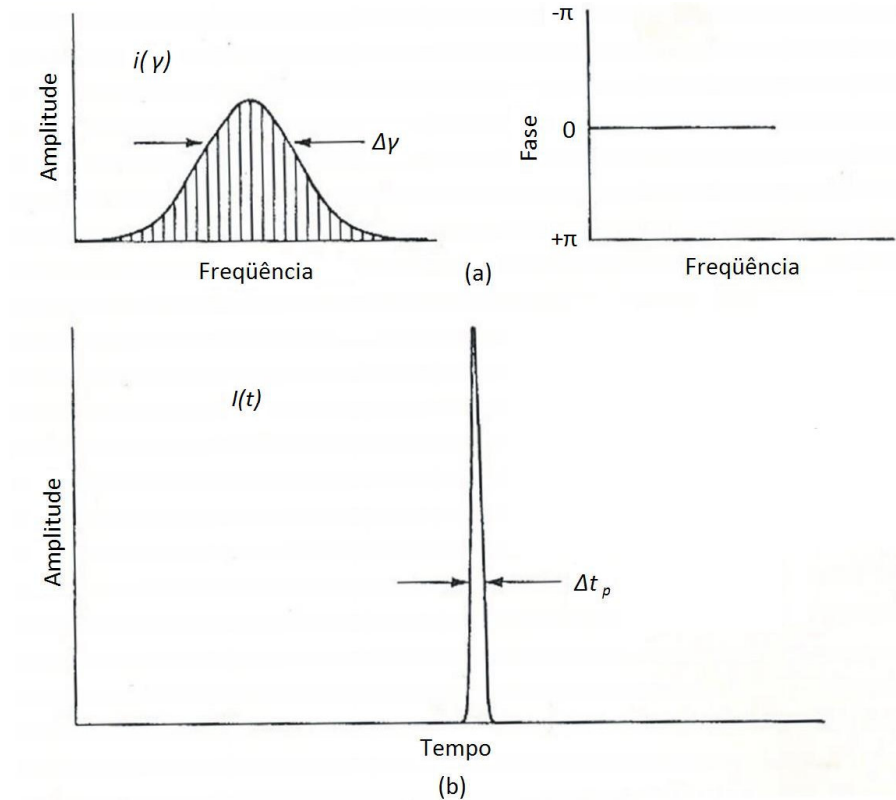 i(γ)
Amplitude
Δγ
Freqüência
-π
Fase
0
+π
Freqüência
(a)
I(t)
Amplitude
Δt p
Tempo
(b)